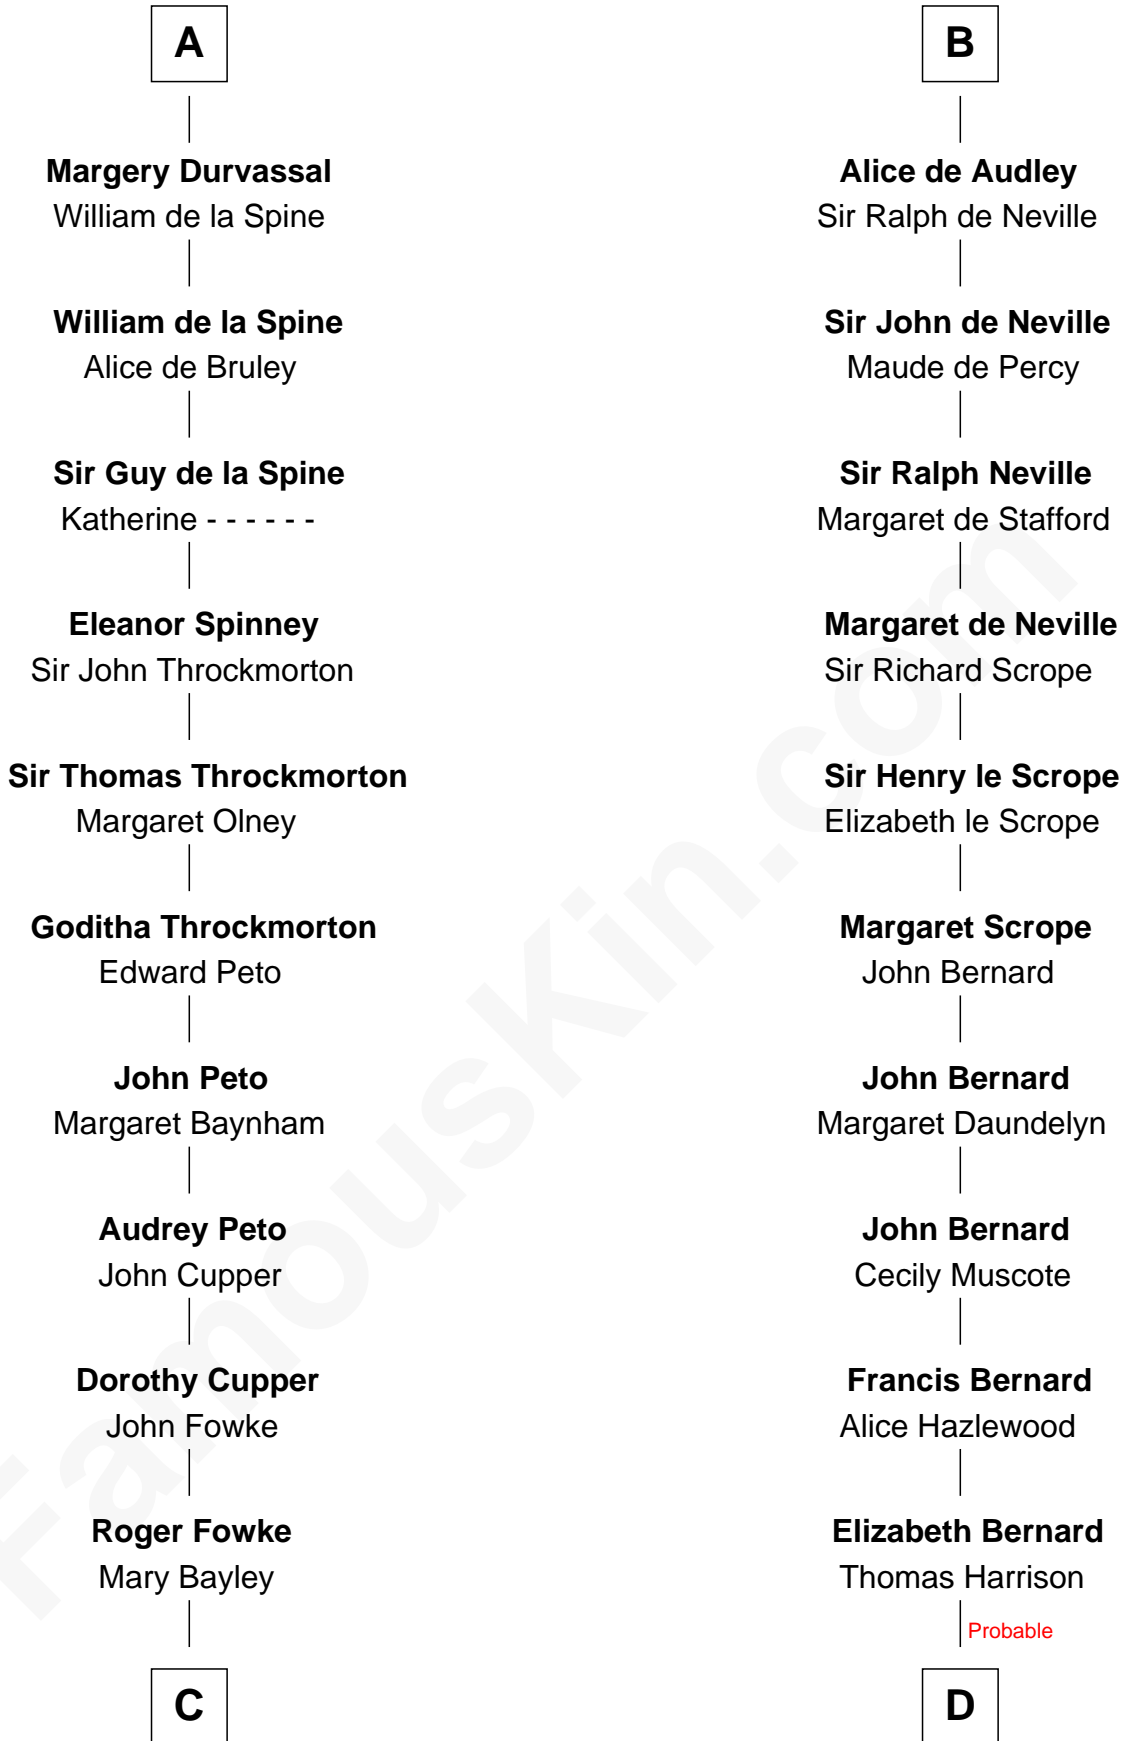 A
Margery Durvassal
William de la Spine
William de la Spine
Alice de Bruley
Sir Guy de la Spine
Katherine - - - - - -
Eleanor Spinney
Sir John Throckmorton
Sir Thomas Throckmorton
Margaret Olney
Goditha Throckmorton
Edward Peto
John Peto
Margaret Baynham
Audrey Peto
John Cupper
Dorothy Cupper
John Fowke
Roger Fowke
Mary Bayley
C
B
Alice de Audley
Sir Ralph de Neville
Sir John de Neville
Maude de Percy
Sir Ralph Neville
Margaret de Stafford
Margaret de Neville
Sir Richard Scrope
Sir Henry le Scrope
Elizabeth le Scrope
Margaret Scrope
John Bernard
John Bernard
Margaret Daundelyn
John Bernard
Cecily Muscote
Francis Bernard
Alice Hazlewood
Elizabeth Bernard
Thomas Harrison
Probable
D
FamousKin.com